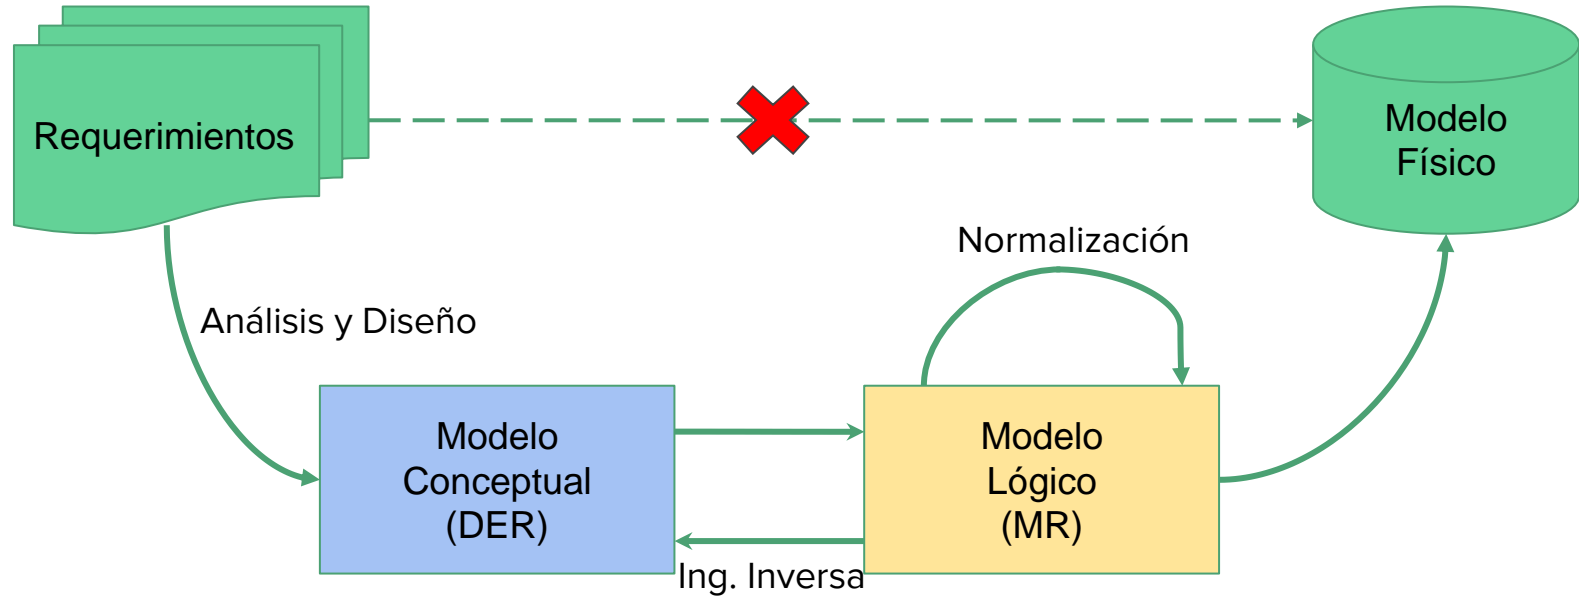 Requerimientos
Modelo
Físico
Normalización
Análisis y Diseño
Modelo
Conceptual
(DER)
Modelo
Lógico
(MR)
Ing. Inversa